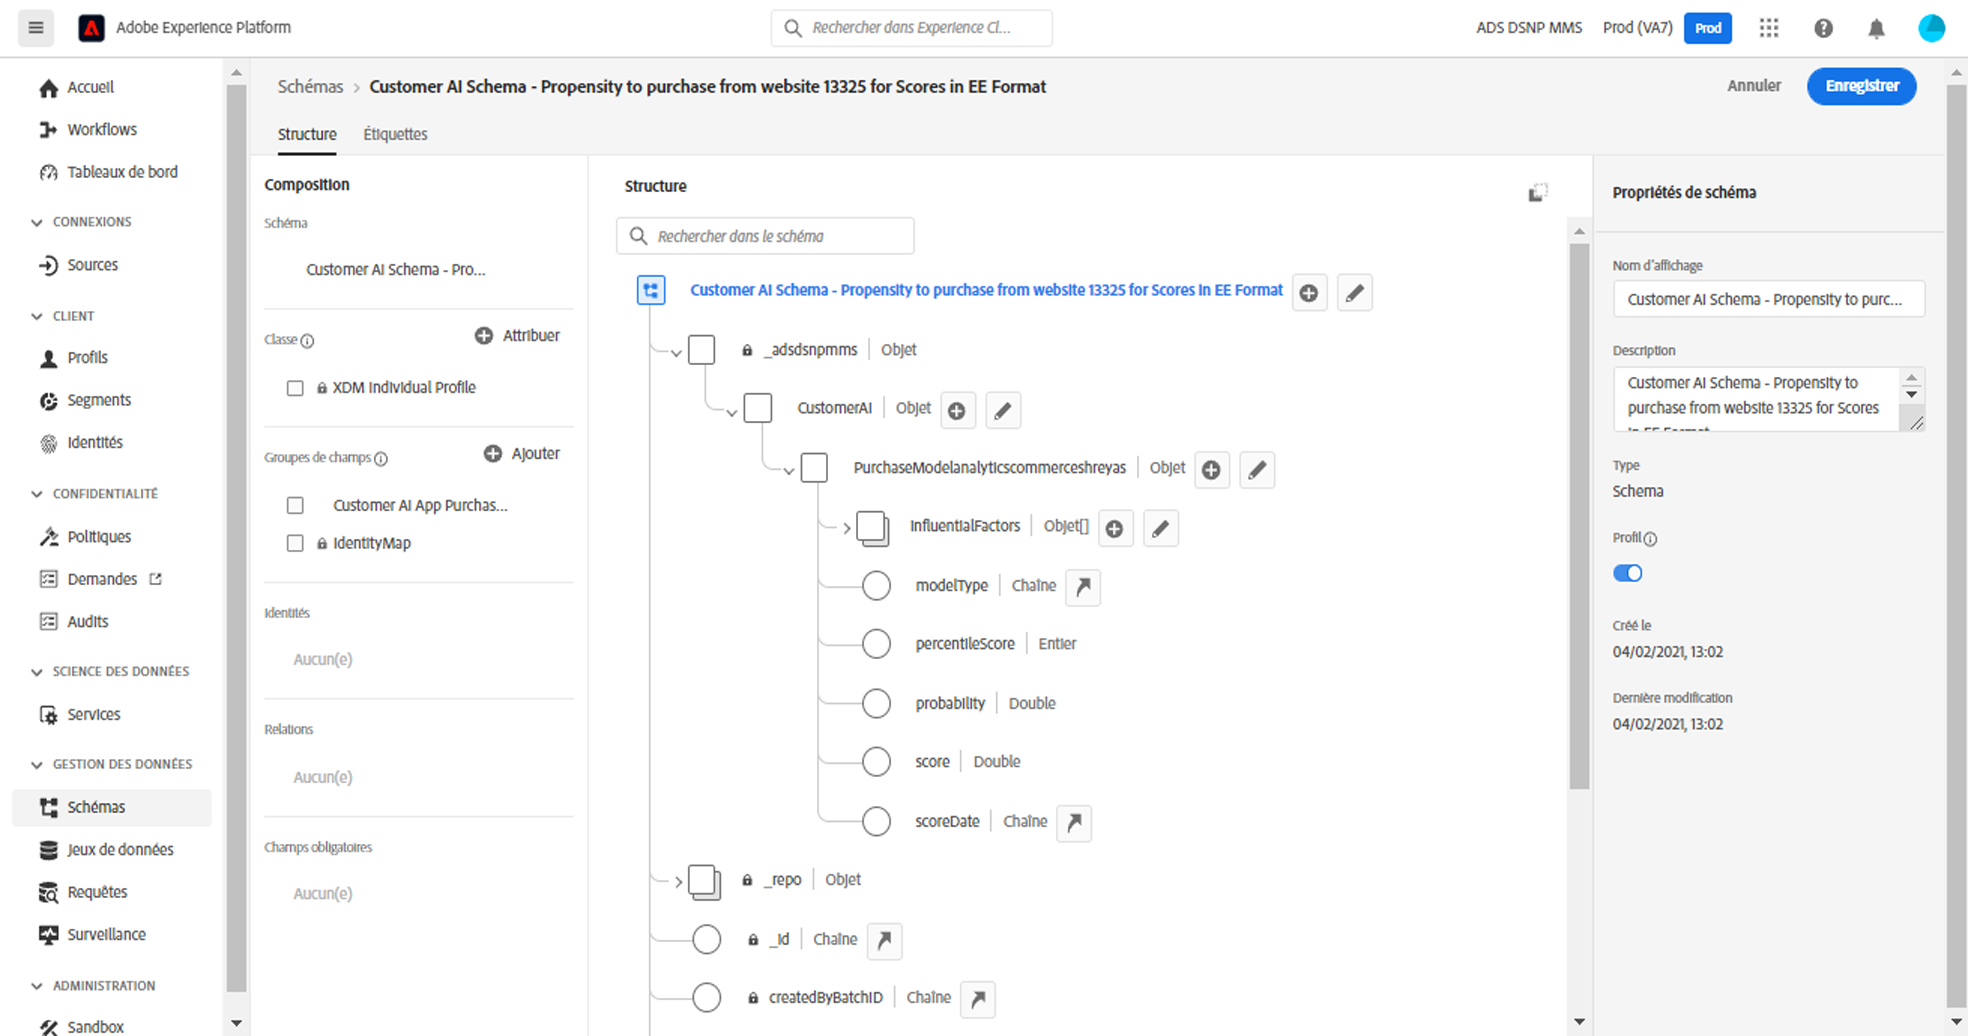 Adobe Experience Platform
Rechercher dans Experience Cl...
ADS DSNP MMS
Prod (VA7)
Prod
Accueil
Workflows
Tableaux de bord
CONNEXIONS
Sources
CLIENT
Profils
Segments
Identités
CONFIDENTIALITÉ
Politiques
Demandes
Audits
SCIENCE DES DONNÉES
Services
GESTION DES DONNÉES
Schémas
Jeux de données
Requêtes
Surveillance
ADMINISTRATION
Sandbox
Schémas > Customer AI Schema - Propensity to purchase from website 13325 for Scores in EE Format
Annuler
Enregistrer
Structure
Étiquettes
Composition
Schéma
Customer AI Schema - Pro...
Classe
Attribuer
XDM Individual Profile
Groupes de champs
Ajouter
Customer AI App Purchas...
IdentityMap
Identités
Aucun(e)
Relations
Aucun(e)
Champs obligatoires
Aucun(e)
Structure
Rechercher dans le schéma
Customer AI Schema - Propensity to purchase from website 13325 for Scores in EE Format
_adsdsnpmms | Objet
CustomerAI | Objet
PurchaseModelanalyticscommerceshreyas | Objet
InfluentialFactors | Objet[]
modelType | Chaîne
percentileScore | Entier
probability | Double
score | Double
scoreDate | Chaîne
_repo | Objet
_id | Chaîne
createdByBatchID | Chaîne
Propriétés de schéma
Nom d'affichage
Customer AI Schema - Propensity to purc...
Description
Customer AI Schema - Propensity to
purchase from website 13325 for Scores
in EE Format
Type
Schema
Profil
Créé le
04/02/2021, 13:02
Dernière modification
04/02/2021, 13:02